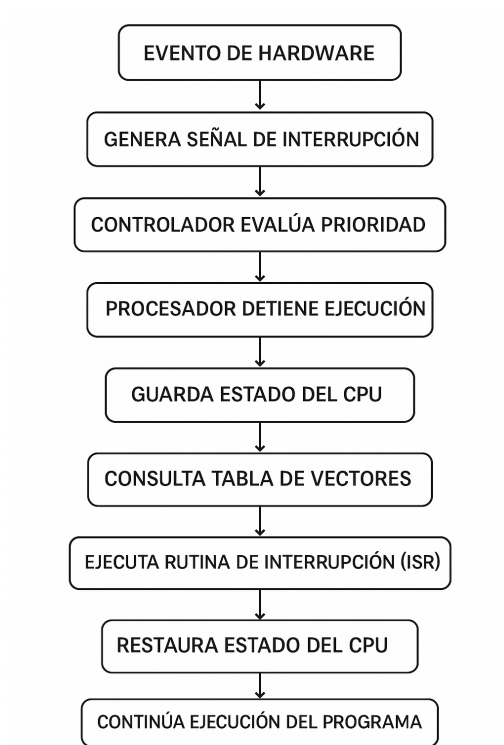 EVENTO DE HARDWARE
GENERA SEÑAL DE INTERRUPCIÓN
CONTROLADOR EVALÚA PRIORIDAD
PROCESADOR DETIENE EJECUCIÓN
GUARDA ESTADO DEL CPU
CONSULTA TABLA DE VECTORES
EJECUTA RUTINA DE INTERRUPCIÓN (ISR)
RESTAURA ESTADO DEL CPU
CONTINÚA EJECUCIÓN DEL PROGRAMA